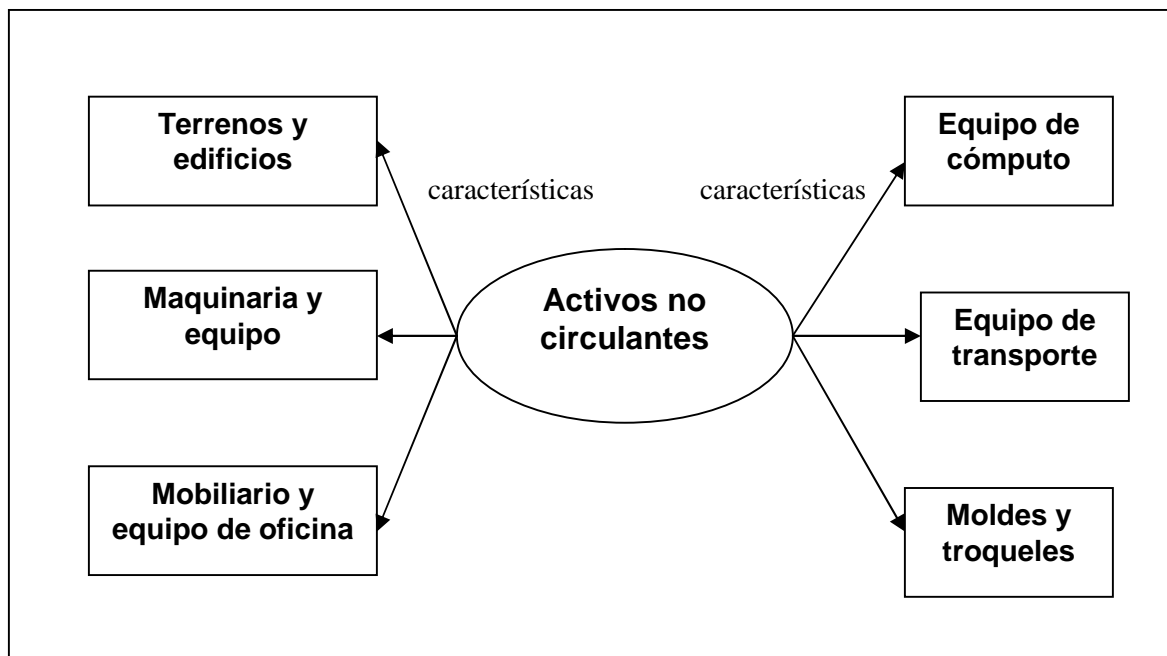 Terrenos y
edificios
Equipo de
cómputo
características
características
Maquinaria y
equipo
Activos no
circulantes
Equipo de
transporte
Mobiliario y
equipo de oficina
Moldes y
troqueles